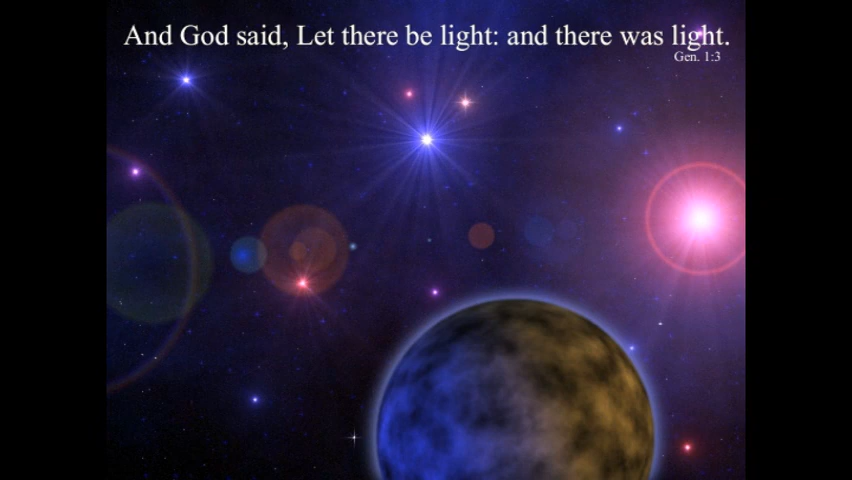 And God said, Let there be light: and there was light.
Gen. 1:3